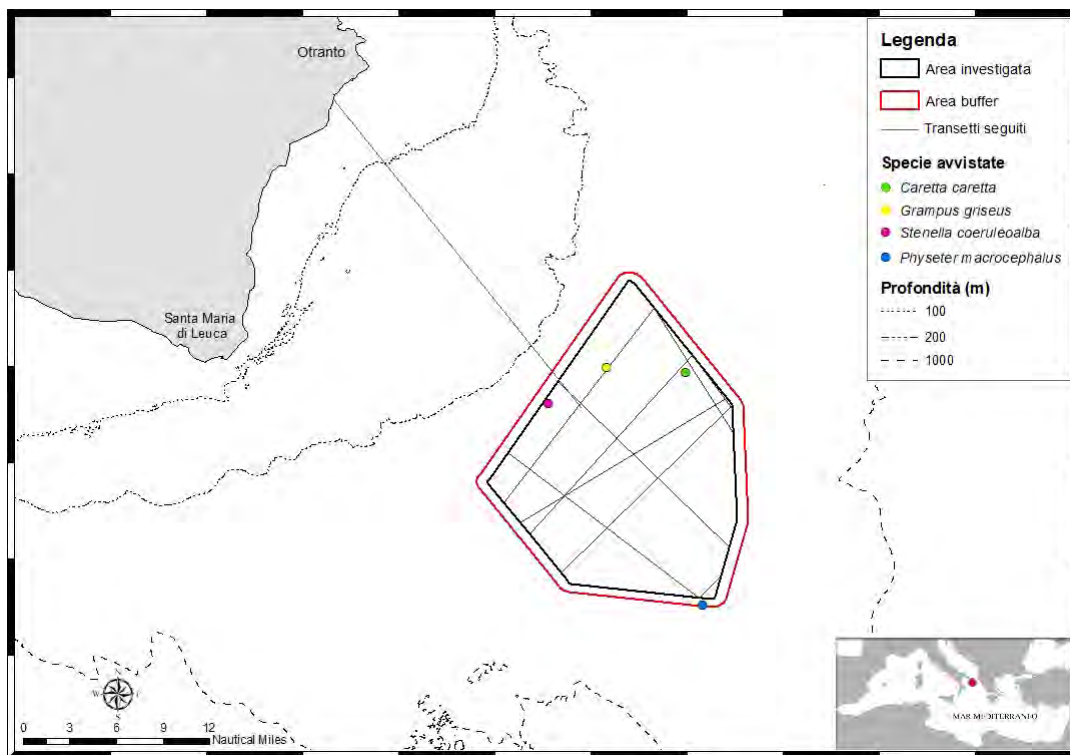 Otranto
Santa Maria
di Leuca
Legenda
Area investigata
Area buffer
Transetti seguiti
Specie avvistate
Caretta caretta
Grampus griseus
Stenella coeruleoalba
Physeter macrocephalus
Profondità (m)
100
200
1000
N
W E
S
0 3 6 9 12
Nautical Miles
MAR MEDITERRANEO